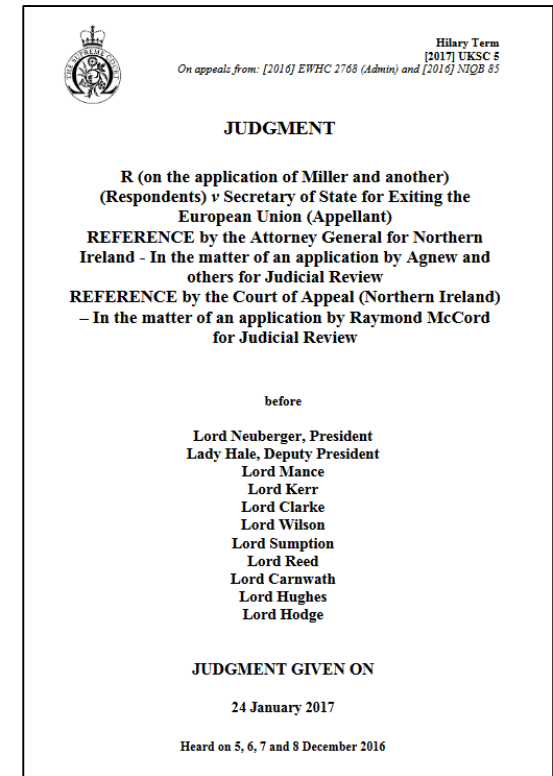 THE SUPREME COURT
Hilary Term
[2017] UKSC 5
On appeals from: [2016] EWHC 2768 (Admin) and [2016] NIQB 85
JUDGMENT
R (on the application of Miller and another)
(Respondents) v Secretary of State for Exiting the
European Union (Appellant)
REFERENCE by the Attorney General for Northern
Ireland - In the matter of an application by Agnew and
others for Judicial Review
REFERENCE by the Court of Appeal (Northern Ireland)
– In the matter of an application by Raymond McCord
for Judicial Review
before
Lord Neuberger, President
Lady Hale, Deputy President
Lord Mance
Lord Kerr
Lord Clarke
Lord Wilson
Lord Sumption
Lord Reed
Lord Carnwath
Lord Hughes
Lord Hodge
JUDGMENT GIVEN ON
24 January 2017
Heard on 5, 6, 7 and 8 December 2016